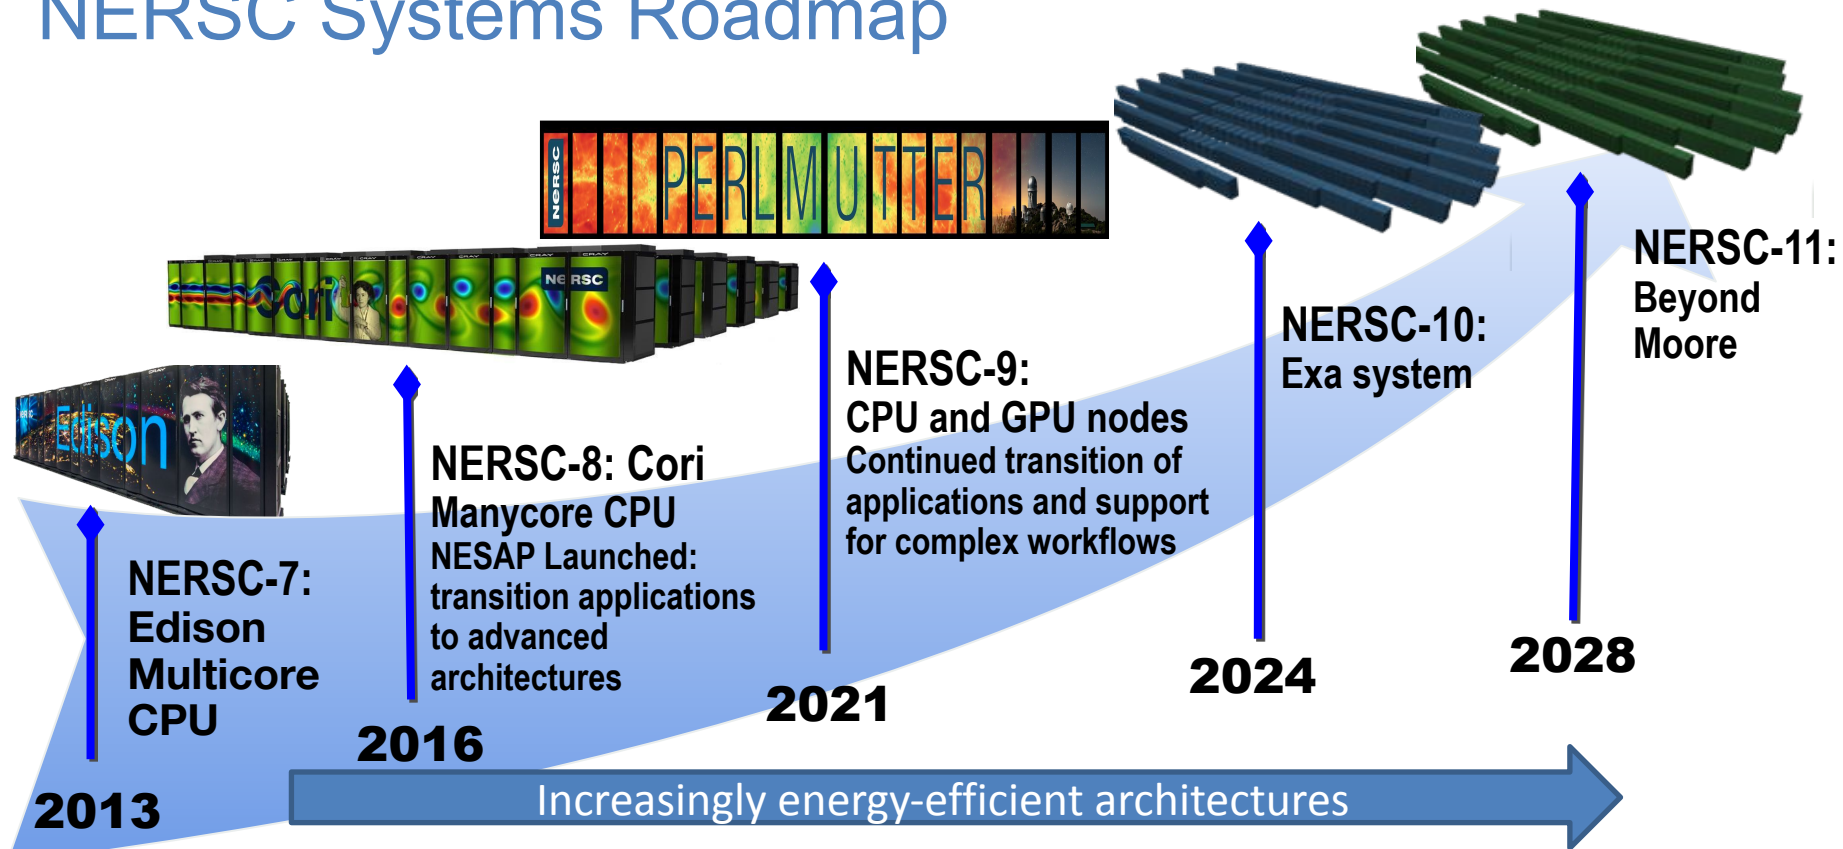 NERSC Systems Roadmap
PERLMUTTER
NERSC
Cori
NERSC
Edison
NERSC-7:
Edison
Multicore
CPU
2013
NERSC-8: Cori
Manycore CPU
NESAP Launched:
transition applications
to advanced
architectures
2016
NERSC-9:
CPU and GPU nodes
Continued transition of
applications and support
for complex workflows
2021
NERSC-10:
Exa system
2024
NERSC-11:
Beyond
Moore
2028
Increasingly energy-efficient architectures